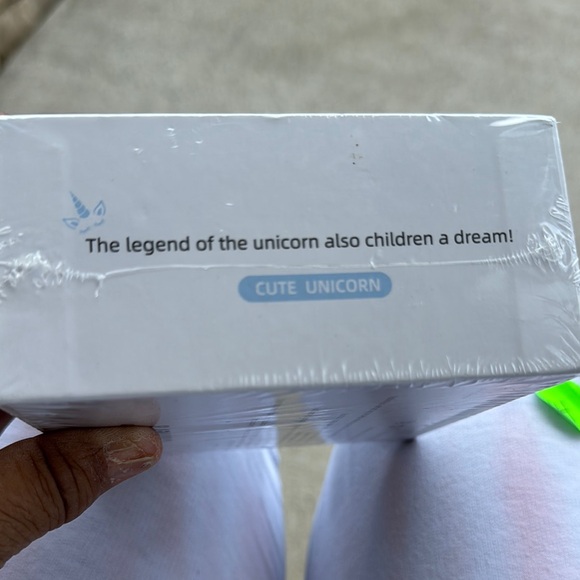 The legend of the unicorn also children a dream!
CUTE UNICORN